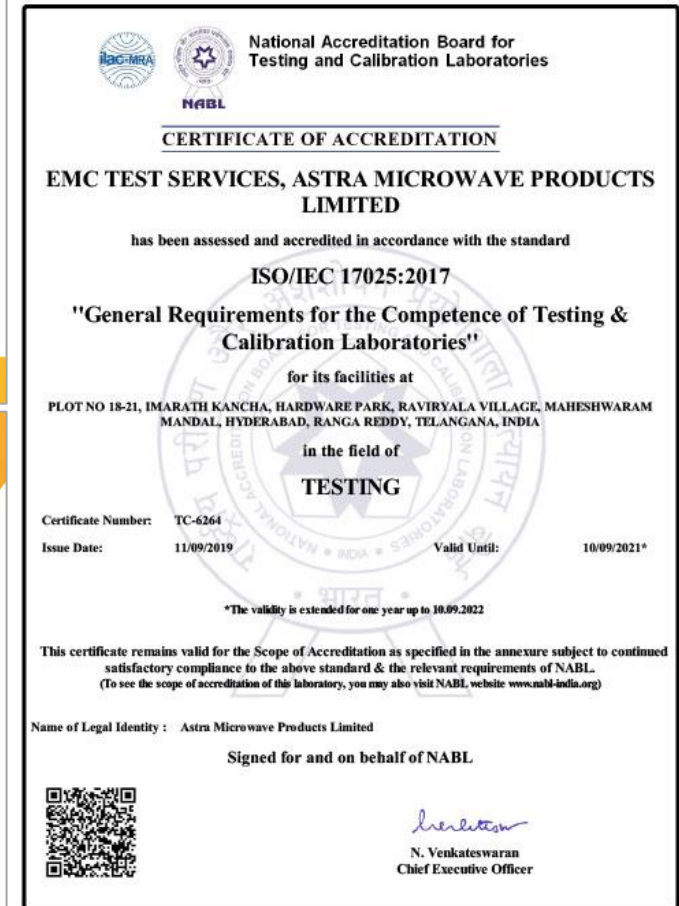 ilac-MRA
NABL
National Accreditation Board for
Testing and Calibration Laboratories
CERTIFICATE OF ACCREDITATION
EMC TEST SERVICES, ASTRA MICROWAVE PRODUCTS
LIMITED
has been assessed and accredited in accordance with the standard
ISO/IEC 17025:2017
"General Requirements for the Competence of Testing &
Calibration Laboratories"
for its facilities at
PLOT NO 18-21, IMARATH KANCHA, HARDWARE PARK, RAVIRYALA VILLAGE, MAHESHWARAM
MANDAL, HYDERABAD, RANGA REDDY, TELANGANA, INDIA
in the field of
TESTING
Certificate Number: TC-6264
Issue Date: 11/09/2019 Valid Until: 10/09/2021*
*The validity is extended for one year up to 10.09.2022
This certificate remains valid for the Scope of Accreditation as specified in the annexure subject to continued
satisfactory compliance to the above standard & the relevant requirements of NABL.
(To see the scope of accreditation of this laboratory, you may also visit NABL website www.nabl-india.org)
Name of Legal Identity : Astra Microwave Products Limited
Signed for and on behalf of NABL
N. Venkateswaran
Chief Executive Officer